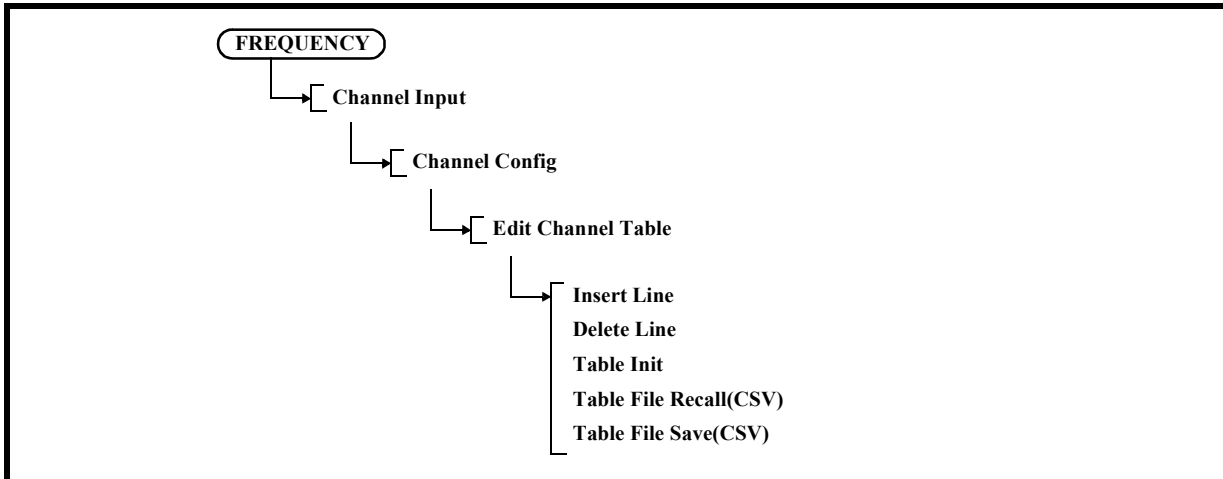 FREQUENCY
Channel Input
Channel Config
Edit Channel Table
Insert Line
Delete Line
Table Init
Table File Recall(CSV)
Table File Save(CSV)